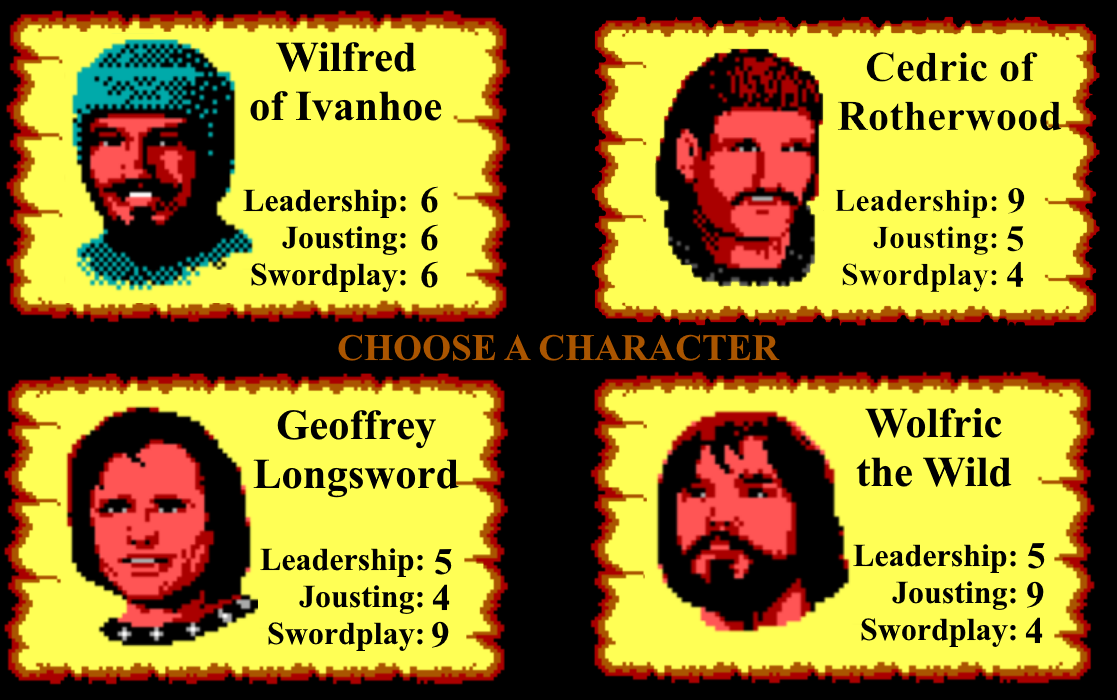 Wilfred
of Ivanhoe
Leadership: 6
Jousting: 6
Swordplay: 6
Cedric of
Rotherwood
Leadership: 9
Jousting: 5
Swordplay: 4
CHOOSE A CHARACTER
Geoffrey
Longsword
Leadership: 5
Jousting: 4
Swordplay: 9
Wolfric
the Wild
Leadership: 5
Jousting: 9
Swordplay: 4